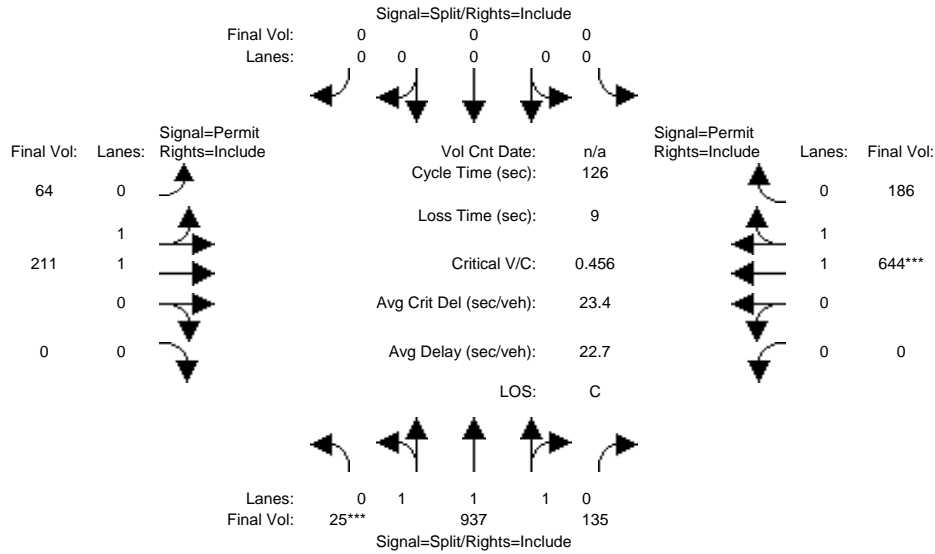 Signal=Split/Rights=Include
Final Vol: 0 0 0
Lanes: 0 0 0 0 0
Signal=Permit
Final Vol: Lanes: Rights=Include
Vol Cnt Date: n/a
Signal=Permit
Rights=Include Lanes: Final Vol:
Cycle Time (sec): 126
64 0
0 186
Loss Time (sec): 9
1
1
211 1
Critical V/C: 0.456
1 644***
0
Avg Crit Del (sec/veh): 23.4
0
0 0
Avg Delay (sec/veh): 22.7
0 0
LOS: C
Lanes: 0 1 1 1 0
Final Vol: 25*** 937 135
Signal=Split/Rights=Include